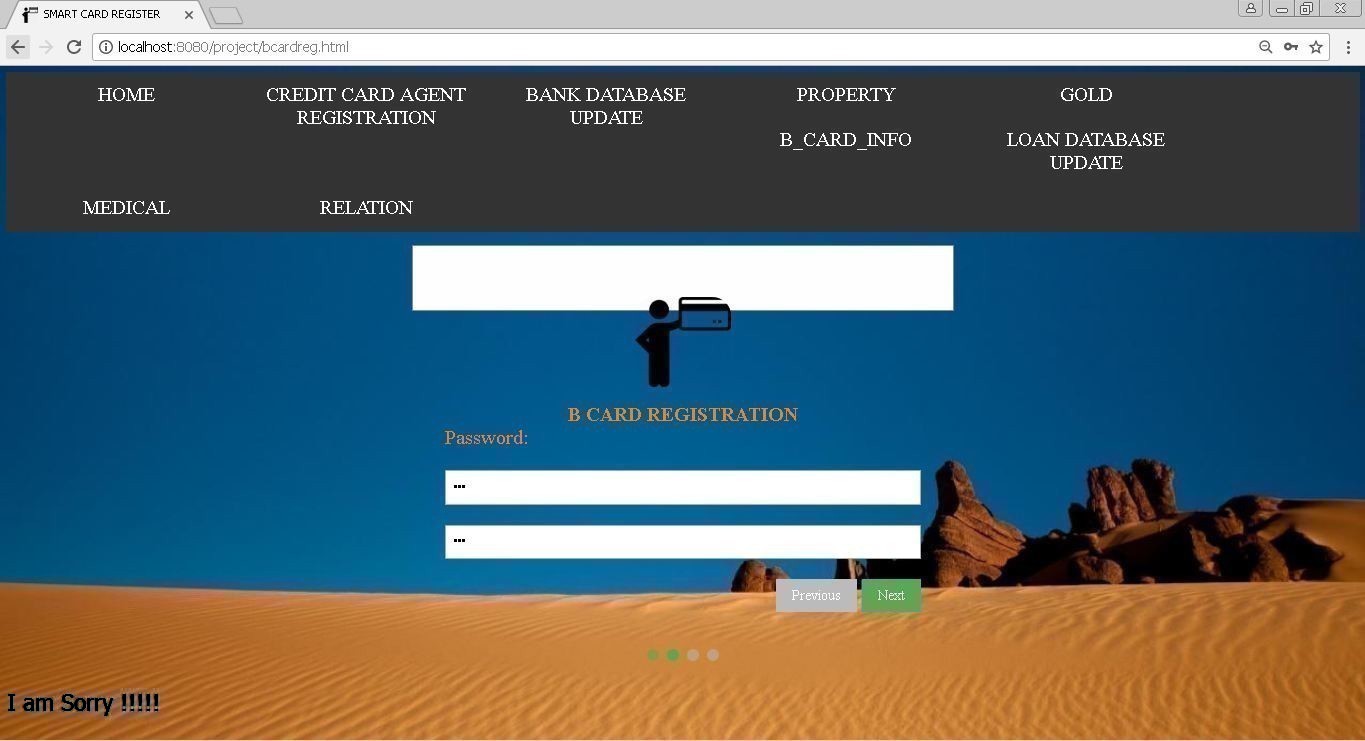 SMART CARD REGISTER
localhost:8080/project/bcardreg.html
HOME
CREDIT CARD AGENT
REGISTRATION
BANK DATABASE
UPDATE
PROPERTY
GOLD
B_CARD_INFO
LOAN DATABASE
UPDATE
MEDICAL
RELATION
B CARD REGISTRATION
Password:
Previous
Next
I am Sorry !!!!!